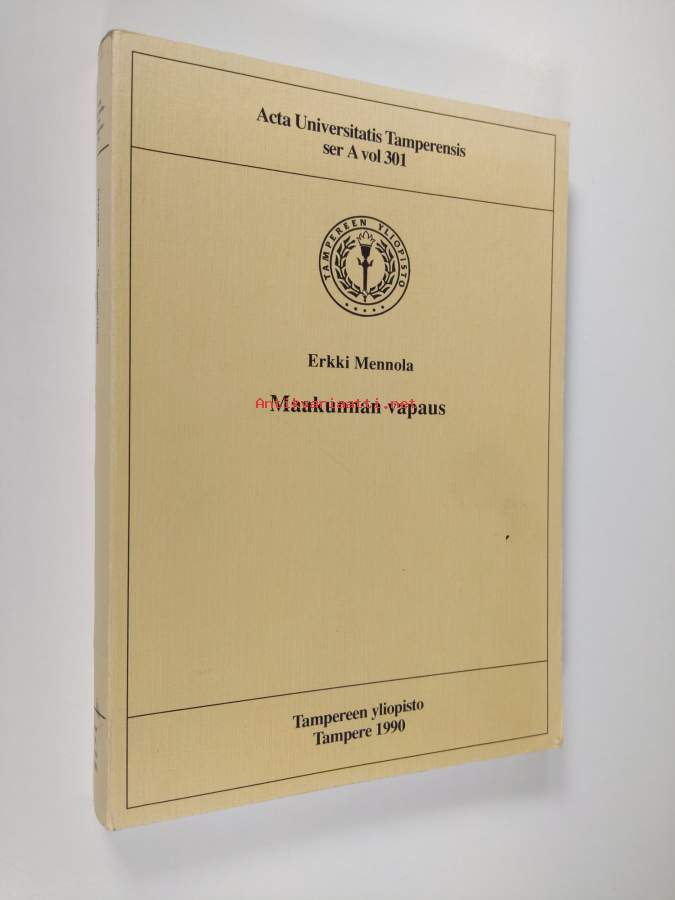 Acta Universitatis Tamperensis
ser A vol 301
TAMPEREEN YLIOPISTO
Erkki Mennola
Maakunnan vapaus
Antikvariaatti.net
Tampereen yliopisto
Tampere 1990